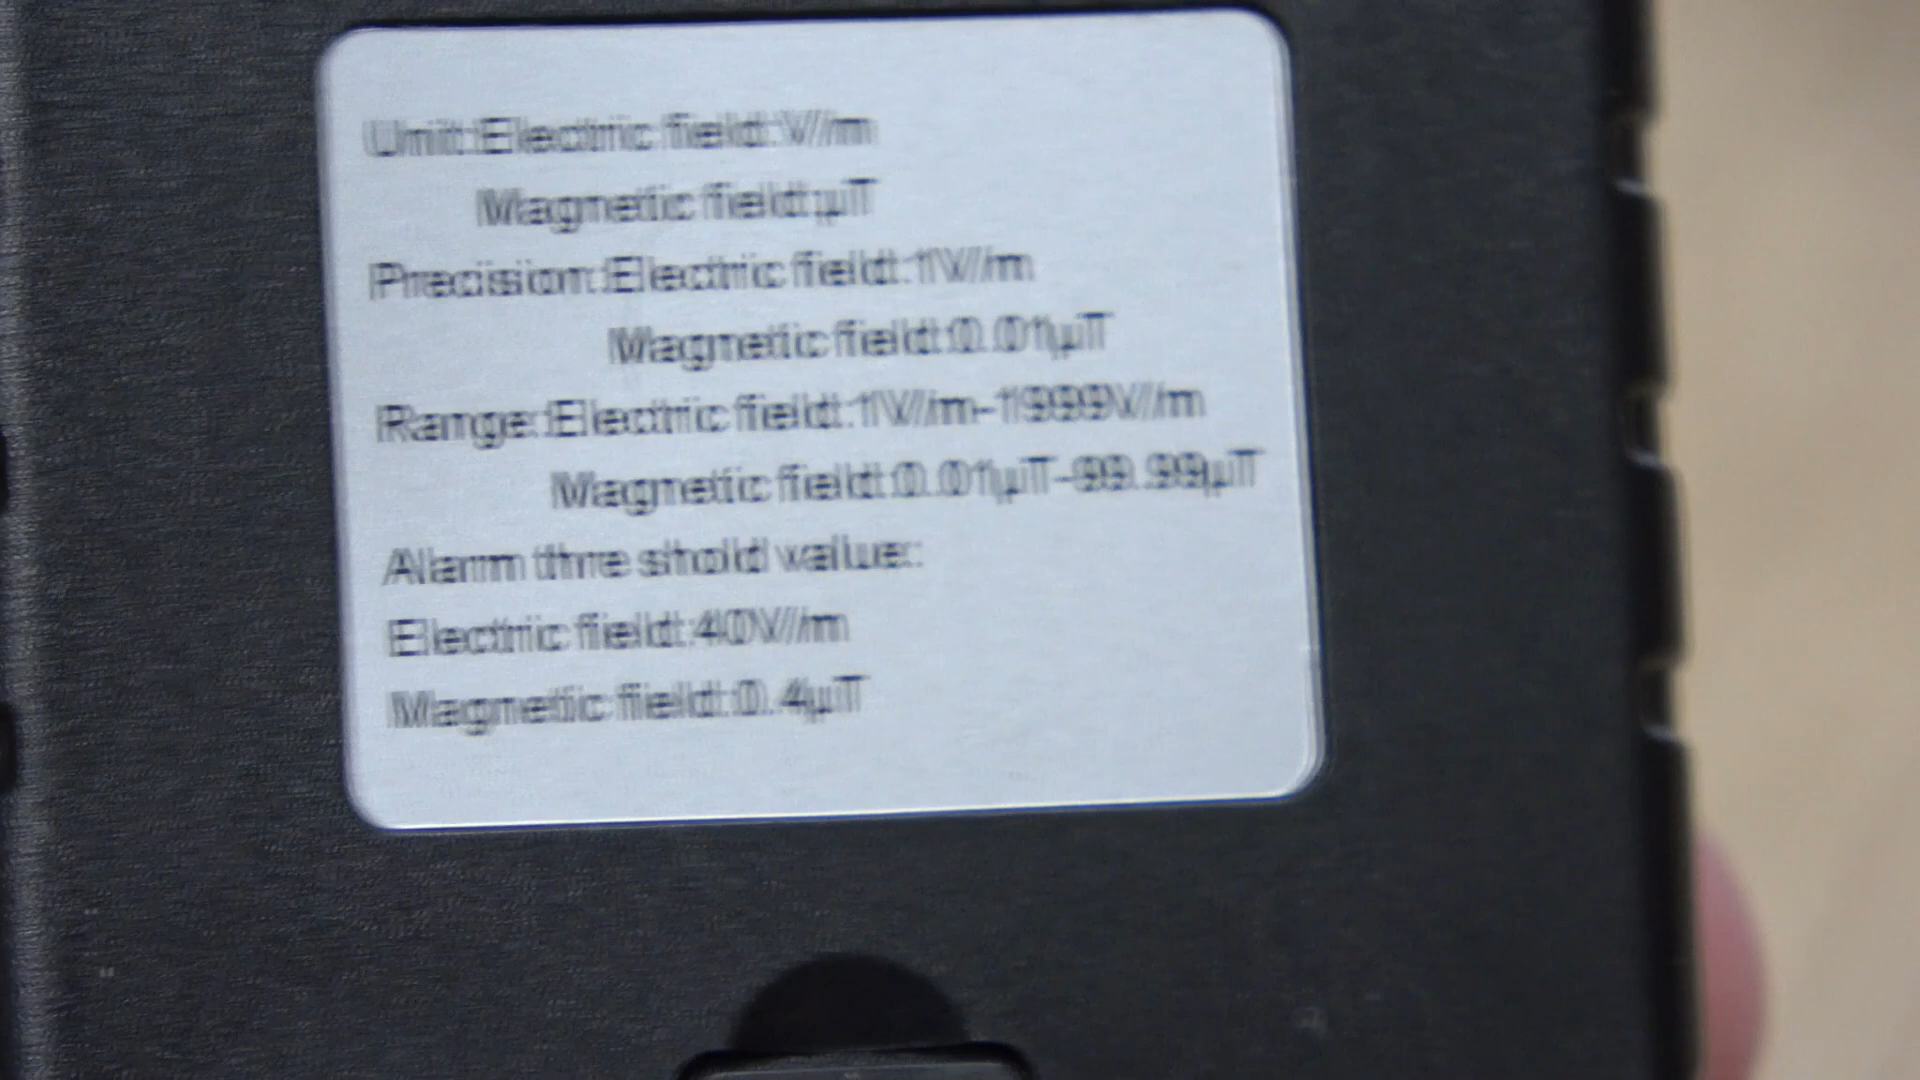 Unit:Electric field:V/m
Magnetic field:µT
Precision:Electric field:1V/m
Magnetic field:0.01µT
Range:Electric field:1V/m-1999V/m
Magnetic field:0.01µT-99.99µT
Alarm thre shold value:
Electric field:40V/m
Magnetic field:0.4µT